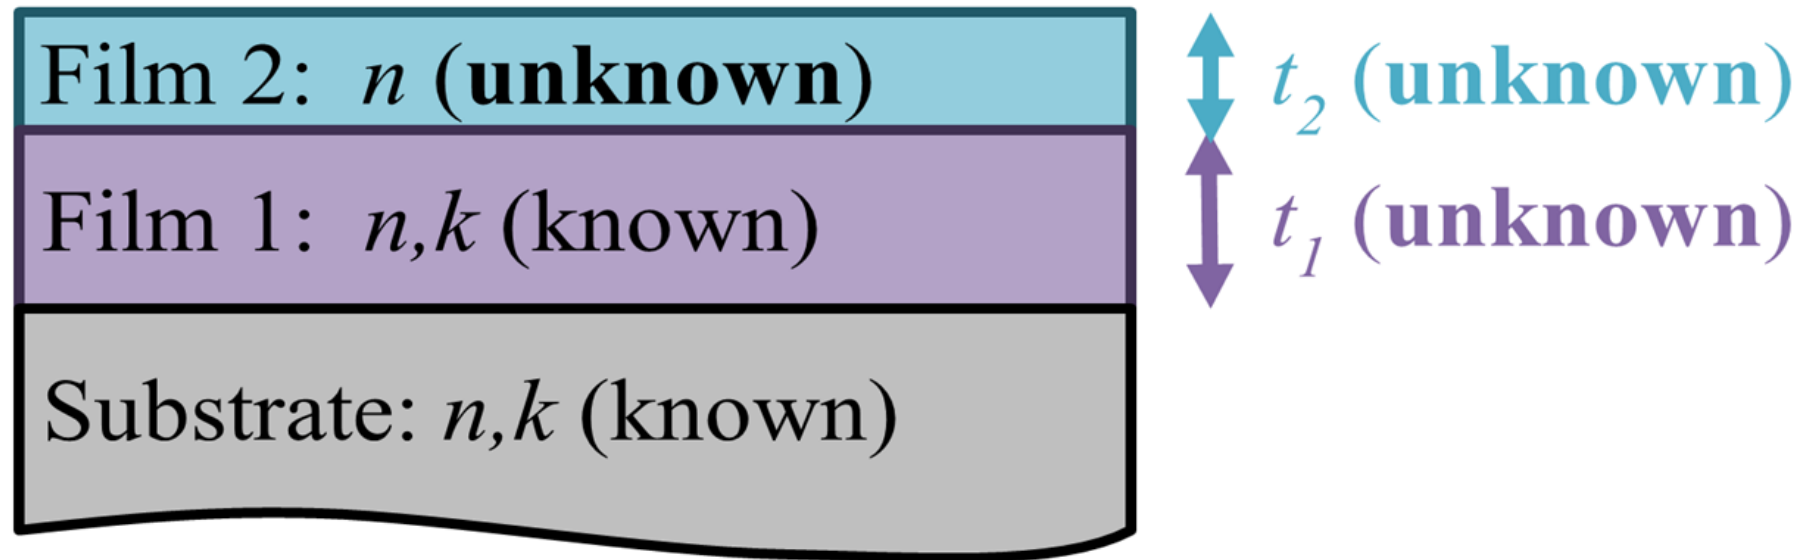 Film 2: n (unknown)
t2 (unknown)
Film 1: n,k (known)
t1 (unknown)
Substrate: n,k (known)